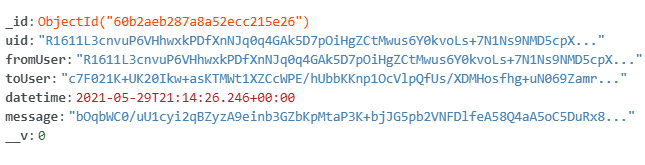 _id: ObjectId("60b2aeb287a8a52ecc215e26")
uid: "R1611L3cnvuP6VHhwxkPDfXnNJq0q4GAk5D7pOiHgZCtMwus6Y0kvoLs+7N1Ns9NMD5cpX..."
fromUser: "R1611L3cnvuP6VHhwxkPDfXnNJq0q4GAk5D7pOiHgZCtMwus6Y0kvoLs+7N1Ns9NMD5cpX..."
toUser: "c7F021K+UK20Ikw+asKTMWt1XZCcWPE/hUbbKKnp1OcVlpQfUs/XDMHosfhg+uN069Zamr..."
datetime: 2021-05-29T21:14:26.246+00:00
message: "bOqbWC0/uU1cyi2qBZyzA9einb3GZbKpMtaP3K+bjJG5pb2VNFDlfeA58Q4aA5oC5DuRx8..."
__v: 0